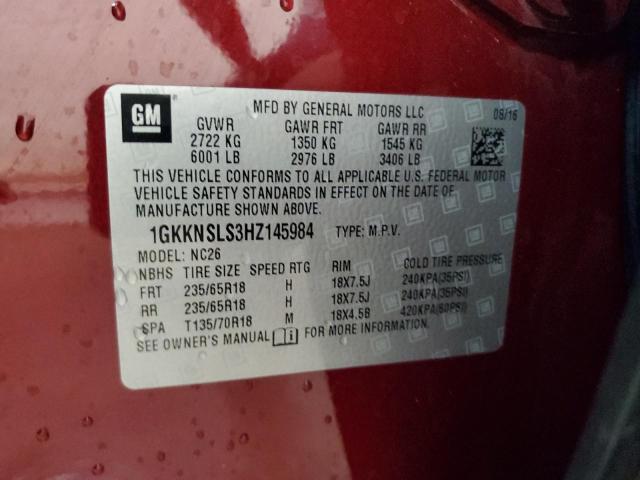 GM
MFD BY GENERAL MOTORS LLC 08/16
GVWR GAWR FRT GAWR RR
2722 KG 1350 KG 1545 KG
6001 LB 2976 LB 3406 LB
THIS VEHICLE CONFORMS TO ALL APPLICABLE U.S. FEDERAL MOTOR
VEHICLE SAFETY STANDARDS IN EFFECT ON THE DATE OF
MANUFACTURE SHOWN ABOVE.
1GKKNSLS3HZ145984 TYPE: M.P.V.
MODEL: NC26
NBHS TIRE SIZE SPEED RTG RIM COLD TIRE PRESSURE
FRT 235/65R18 H 18X7.5J 240KPA(35PSI)
RR 235/65R18 H 18X7.5J 240KPA(35PSI)
SPA T135/70R18 M 18X4.5B 420KPA(60PSI)
SEE OWNER'S MANUAL FOR MORE INFORMATION.